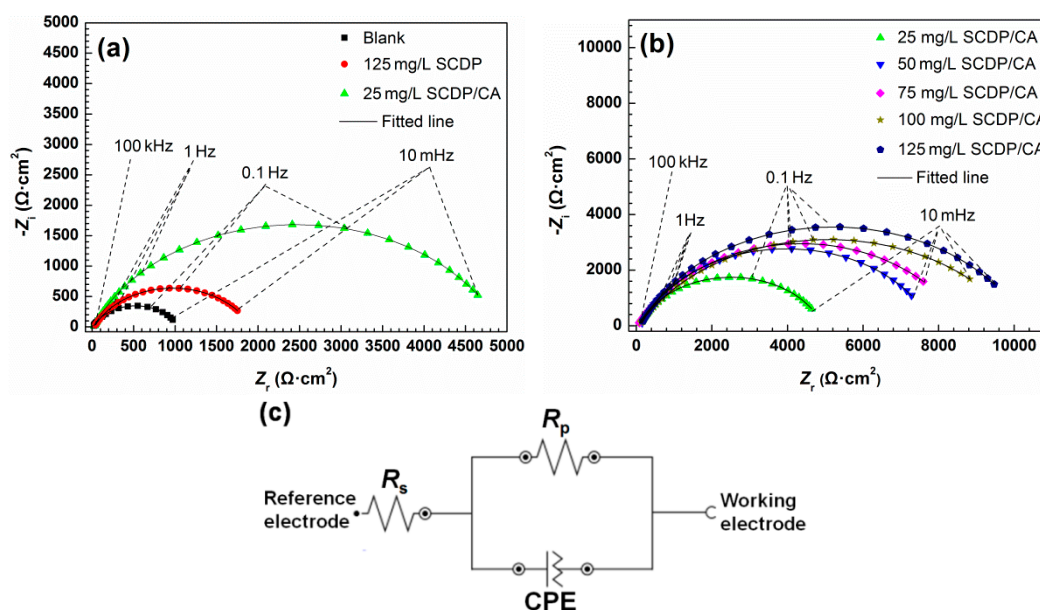 (a)
Blank
125 mg/L SCDP
25 mg/L SCDP/CA
Fitted line
100 kHz
1 Hz
0.1 Hz
10 mHz
5000
4500
4000
3500
3000
2500
2000
1500
1000
500
0
-Zi (Ω·cm²)
0 500 1000 1500 2000 2500 3000 3500 4000 4500 5000
Zr (Ω·cm²)
(b)
25 mg/L SCDP/CA
50 mg/L SCDP/CA
75 mg/L SCDP/CA
100 mg/L SCDP/CA
125 mg/L SCDP/CA
Fitted line
100 kHz
1Hz
0.1 Hz
10 mHz
10000
8000
6000
4000
2000
0
-Zi (Ω·cm²)
0 2000 4000 6000 8000 10000
Zr (Ω·cm²)
(c)
Rp
Rs
Reference
electrode
Working
electrode
CPE